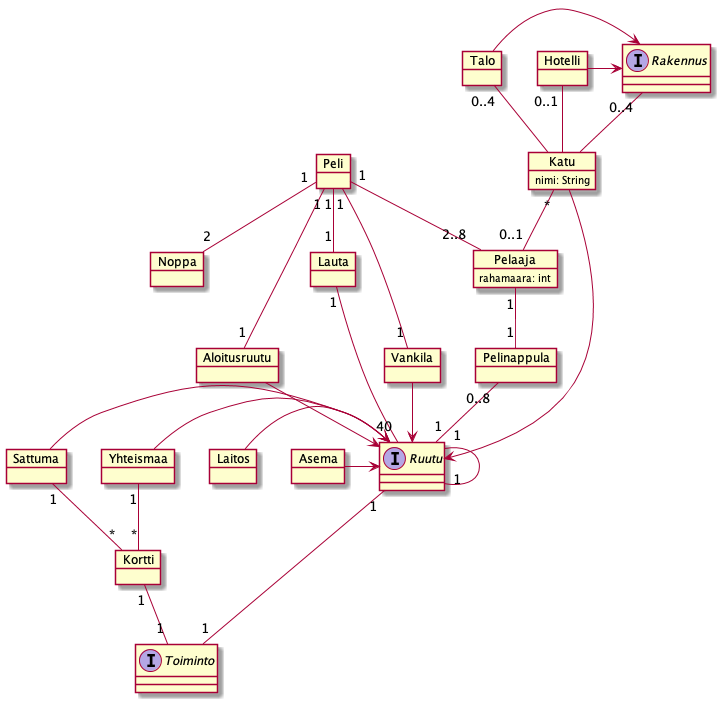 Talo
Hotelli
I Rakennus
0..4
0..1
0..4
Katu
nimi: String
Peli
1
1
1
1
1
*
2
1
2..8
0..1
Noppa
Lauta
Pelaaja
rahamaara: int
1
1
1
1
1
Aloitusruutu
Vankila
Pelinappula
0..8
40
1
1
Sattuma
Yhteismaa
Laitos
Asema
I Ruutu
1
1
1
1
*
*
Kortti
1
1
1
I Toiminto